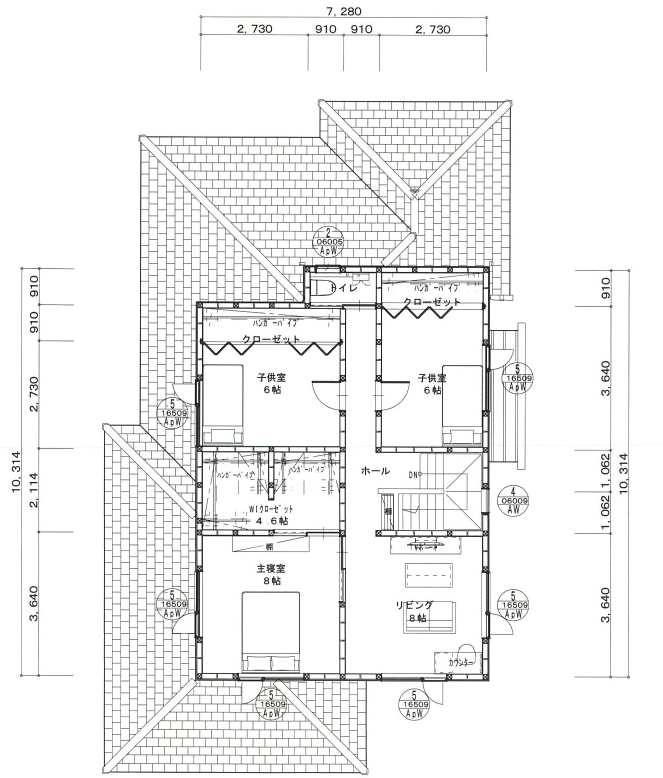 7, 280
2, 730 910 910 2, 730
2
06005
ApW
トイレ
ハンガーパイプ
クローゼット
ハンガーパイプ
クローゼット
子供室
6帖
子供室
6帖
5
16509
ApW
5
16509
ApW
ホール
DN
ハンガーパイプ
ハンガーパイプ
WIクローゼット
4.6帖
棚
4
06009
AW
棚
主寝室
8帖
リビング
8帖
カウンター
5
16509
ApW
5
16509
ApW
5
16509
ApW
5
16509
ApW
910
910
2, 730
2, 114
3, 640
10, 314
910
3, 640
1, 062
1, 062
3, 640
10, 314